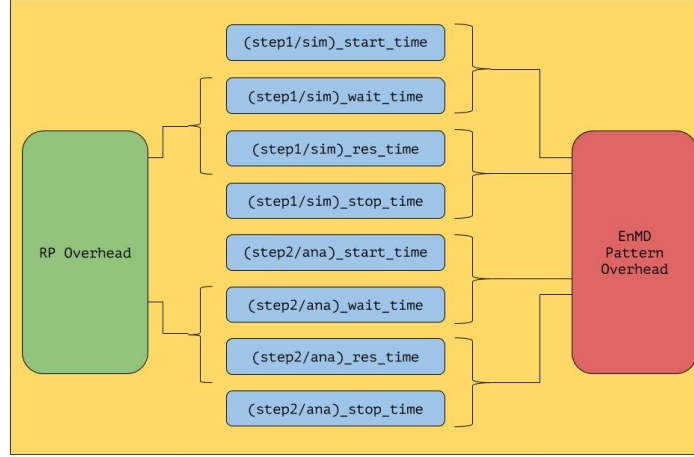 (step1/sim)_start_time
(step1/sim)_wait_time
(step1/sim)_res_time
(step1/sim)_stop_time
RP Overhead
(step2/ana)_start_time
(step2/ana)_wait_time
(step2/ana)_res_time
(step2/ana)_stop_time
EnMD
Pattern
Overhead